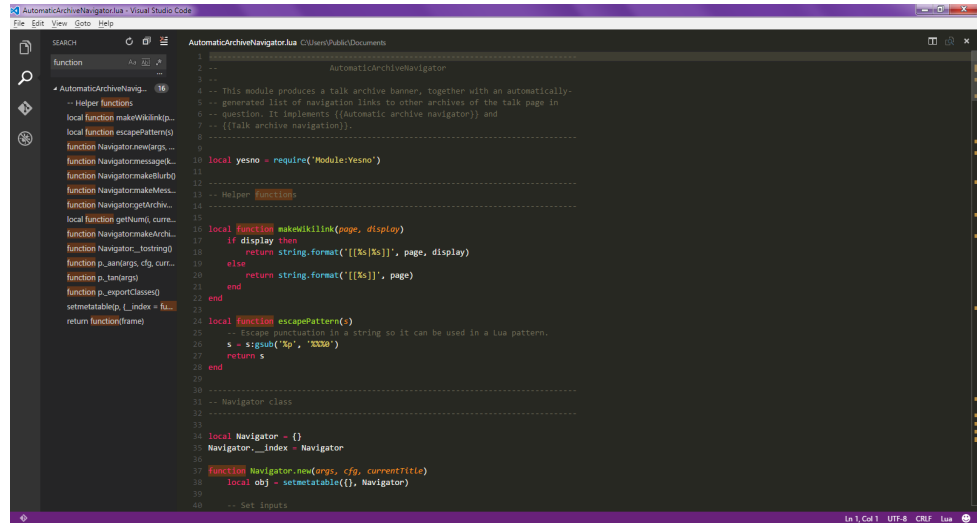 AutomaticArchiveNavigator.lua - Visual Studio Code
File Edit View Goto Help
SEARCH
function
AutomaticArchiveNavig... 16
-- Helper functions
local function makeWikilink(p...
local function escapePattern(s)
function Navigator.new(args, ...
function Navigator:message(k...
function Navigator:makeBlurb()
function Navigator:makeMess...
function Navigator:getArchiv...
local function getNum(i, curre...
function Navigator:makeArchi...
function Navigator:__tostring()
function p._aan(args, cfg, curr...
function p._tan(args)
function p._exportClasses()
setmetatable(p, {__index = fu...
return function(frame)
AutomaticArchiveNavigator.lua C:\Users\Public\Documents
1 -------------------------------------------------------------------------------
2 -- AutomaticArchiveNavigator
3 --
4 -- This module produces a talk archive banner, together with an automatically-
5 -- generated list of navigation links to other archives of the talk page in
6 -- question. It implements {{Automatic archive navigator}} and
7 -- {{Talk archive navigation}}.
8 -------------------------------------------------------------------------------
9
10 local yesno = require('Module:Yesno')
11
12 -------------------------------------------------------------------------------
13 -- Helper functions
14 -------------------------------------------------------------------------------
15
16 local function makeWikilink(page, display)
17 if display then
18 return string.format('[[%s|%s]]', page, display)
19 else
20 return string.format('[[%s]]', page)
21 end
22 end
23
24 local function escapePattern(s)
25 -- Escape punctuation in a string so it can be used in a Lua pattern.
26 s = s:gsub('%p', '%%%0')
27 return s
28 end
29
30 -------------------------------------------------------------------------------
31 -- Navigator class
32 -------------------------------------------------------------------------------
33
34 local Navigator = {}
35 Navigator.__index = Navigator
36
37 function Navigator.new(args, cfg, currentTitle)
38 local obj = setmetatable({}, Navigator)
39
40 -- Set inputs
Ln 1, Col 1 UTF-8 CRLF Lua